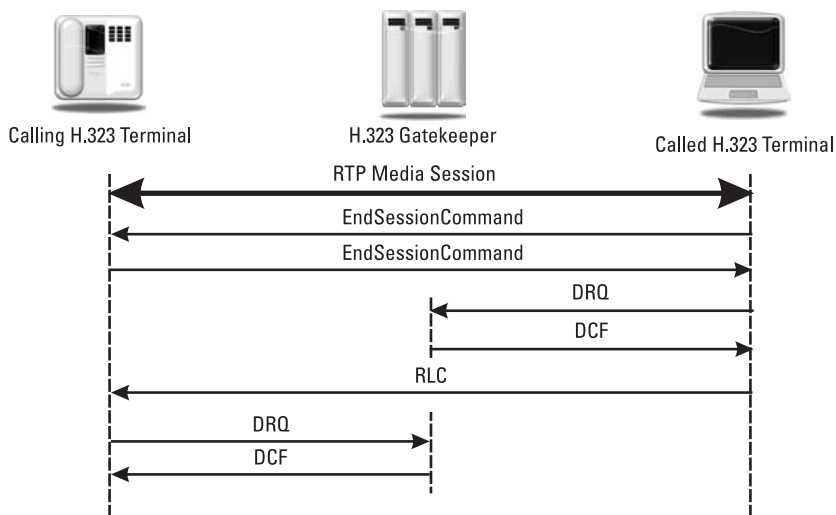 Calling H.323 Terminal
H.323 Gatekeeper
Called H.323 Terminal
RTP Media Session
EndSessionCommand
EndSessionCommand
DRQ
DCF
RLC
DRQ
DCF